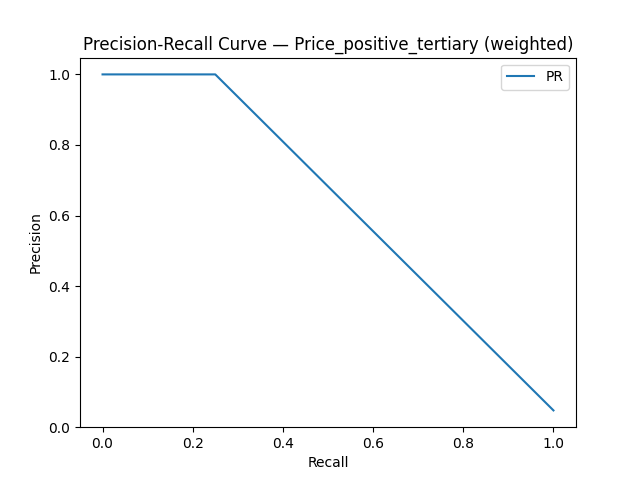 Precision-Recall Curve — Price_positive_tertiary (weighted)
PR
1.0
0.8
0.6
0.4
0.2
0.0
Precision
0.0 0.2 0.4 0.6 0.8 1.0
Recall